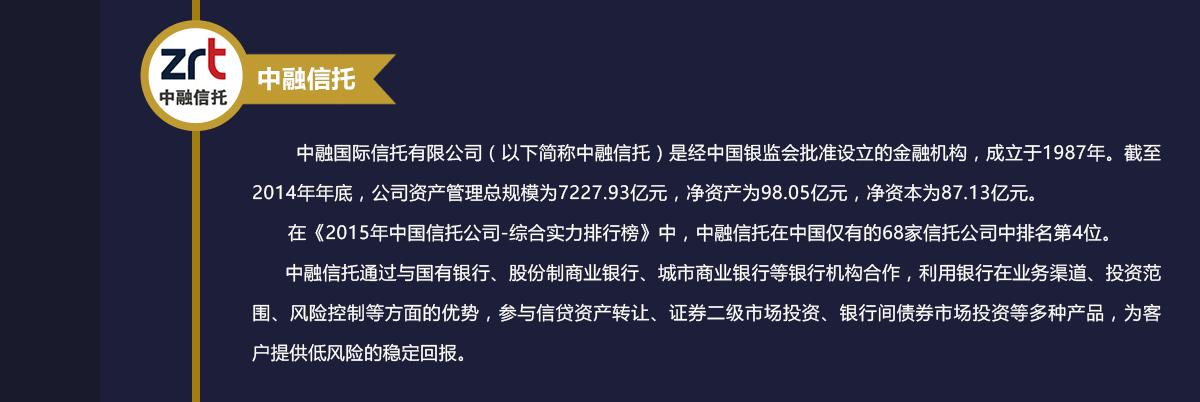 zrt
中融信托
中融信托
中融国际信托有限公司（以下简称中融信托）是经中国银监会批准设立的金融机构，成立于1987年。截至
2014年年底，公司资产管理总规模为7227.93亿元，净资产为98.05亿元，净资本为87.13亿元。
在《2015年中国信托公司-综合实力排行榜》中，中融信托在中国仅有的68家信托公司中排名第4位。
中融信托通过与国有银行、股份制商业银行、城市商业银行等银行机构合作，利用银行在业务渠道、投资范
围、风险控制等方面的优势，参与信贷资产转让、证券二级市场投资、银行间债券市场投资等多种产品，为客
户提供低风险的稳定回报。